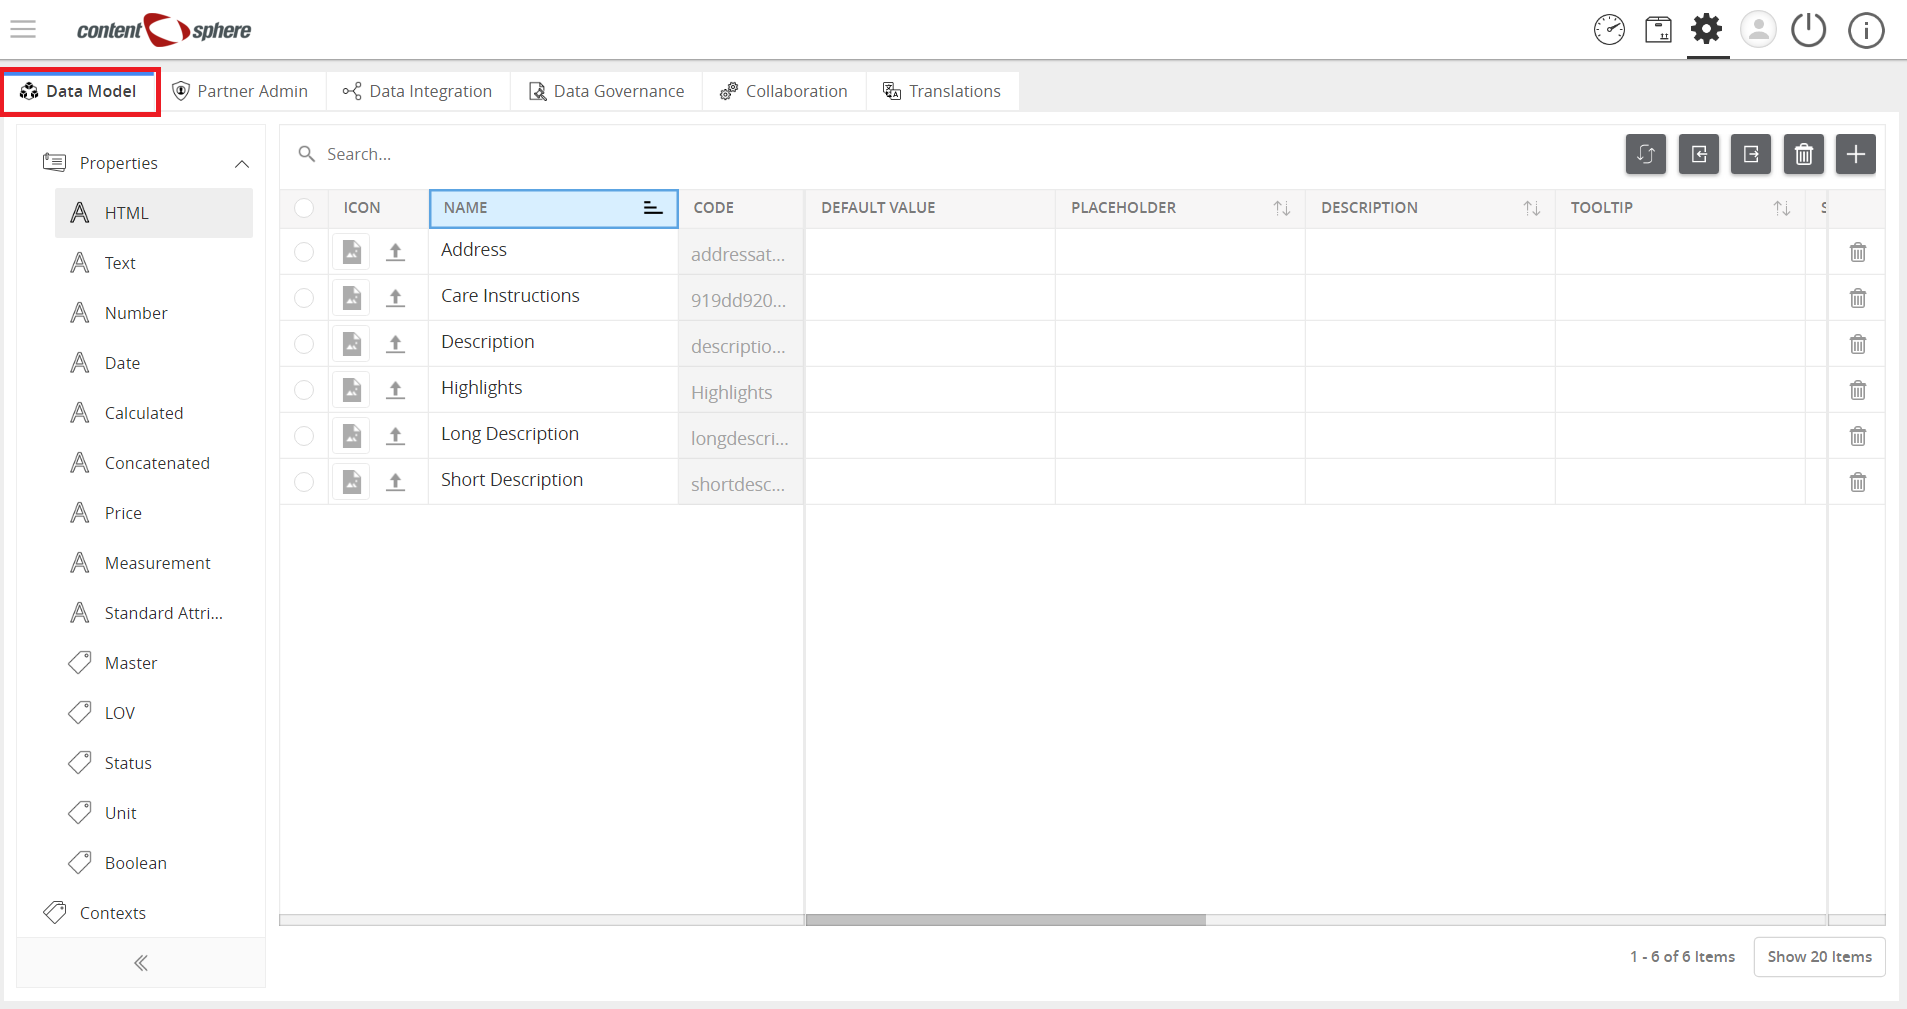 content sphere
Data Model
Partner Admin
Data Integration
Data Governance
Collaboration
Translations
Properties
HTML
Text
Number
Date
Calculated
Concatenated
Price
Measurement
Standard Attri...
Master
LOV
Status
Unit
Boolean
Contexts
Search...
ICON NAME CODE DEFAULT VALUE PLACEHOLDER DESCRIPTION TOOLTIP
Address addressat...
Care Instructions 919dd920...
Description descriptio...
Highlights Highlights
Long Description longdescri...
Short Description shortdesc...
1 - 6 of 6 Items Show 20 Items